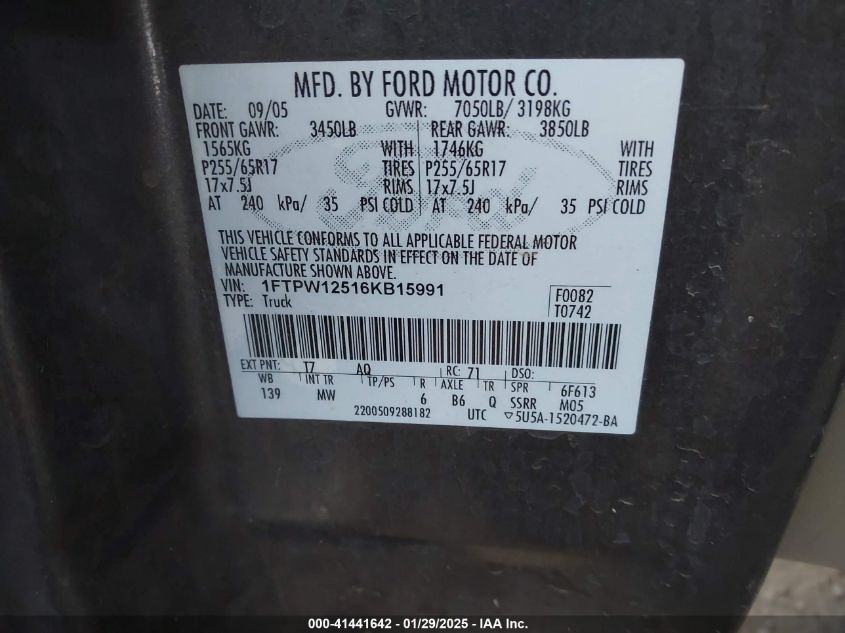 MFD. BY FORD MOTOR CO.
DATE: 09/05 GVWR: 7050LB/ 3198KG
FRONT GAWR: 3450LB REAR GAWR: 3850LB
1565KG WITH 1746KG WITH
P255/65R17 TIRES P255/65R17 TIRES
17x7.5J RIMS 17x7.5J RIMS
AT 240 kPa/ 35 PSI COLD AT 240 kPa/ 35 PSI COLD
Ford
THIS VEHICLE CONFORMS TO ALL APPLICABLE FEDERAL MOTOR
VEHICLE SAFETY STANDARDS IN EFFECT ON THE DATE OF
MANUFACTURE SHOWN ABOVE.
VIN: 1FTPW12516KB15991 F0082
TYPE: Truck T0742
EXT PNT: T7 AQ RC: 71 DSO:
WB INT TR TP/PS R AXLE TR SPR 6F613
139 MW 6 B6 Q SSRR M05
2200509288182 UTC ▽5U5A-1520472-BA
000-41441642 / 01/29/2025 - IAA Inc.